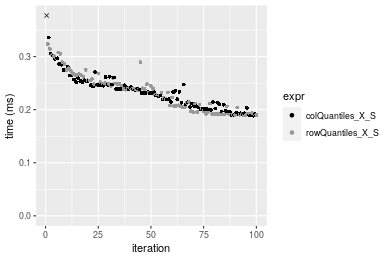 time (ms)
0.3
0.2
0.1
0.0
0
25
50
75
100
iteration
expr
colQuantiles_X_S
rowQuantiles_X_S